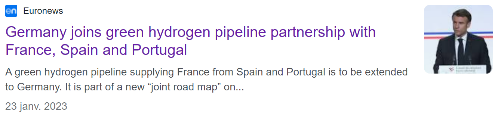 en Euronews
Germany joins green hydrogen pipeline partnership with
France, Spain and Portugal
A green hydrogen pipeline supplying France from Spain and Portugal is to be extended
to Germany. It is part of a new “joint road map” on...
23 janv. 2023